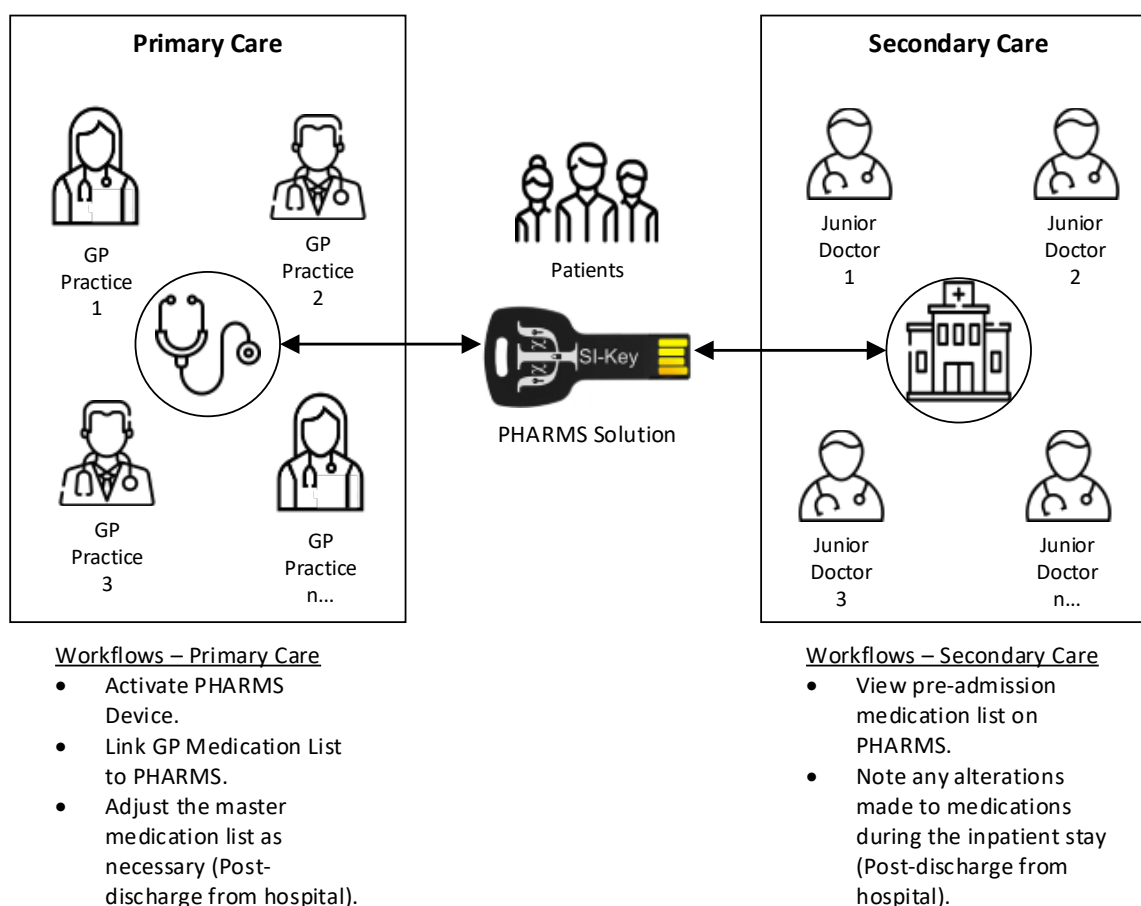 Primary Care
GP
Practice
1
GP
Practice
2
GP
Practice
3
GP
Practice
n...
Patients
SI-Key
PHARMS Solution
Secondary Care
Junior
Doctor
1
Junior
Doctor
2
Junior
Doctor
3
Junior
Doctor
n...
Workflows – Primary Care
• Activate PHARMS
Device.
• Link GP Medication List
to PHARMS.
• Adjust the master
medication list as
necessary (Post-
discharge from hospital).
Workflows – Secondary Care
• View pre-admission
medication list on
PHARMS.
• Note any alterations
made to medications
during the inpatient stay
(Post-discharge from
hospital).